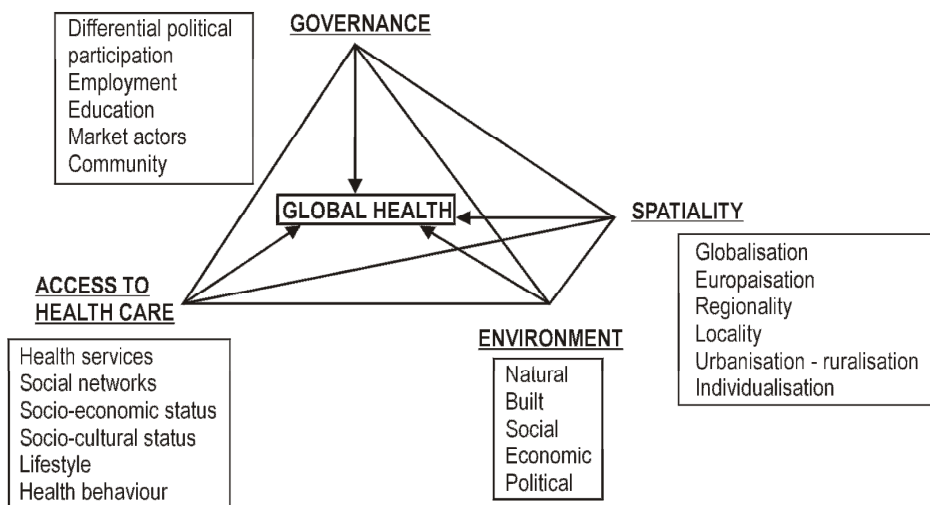 GOVERNANCE
Differential political
participation
Employment
Education
Market actors
Community
GLOBAL HEALTH
SPATIALITY
Globalisation
Europaisation
Regionality
Locality
Urbanisation - ruralisation
Individualisation
ACCESS TO
HEALTH CARE
Health services
Social networks
Socio-economic status
Socio-cultural status
Lifestyle
Health behaviour
ENVIRONMENT
Natural
Built
Social
Economic
Political